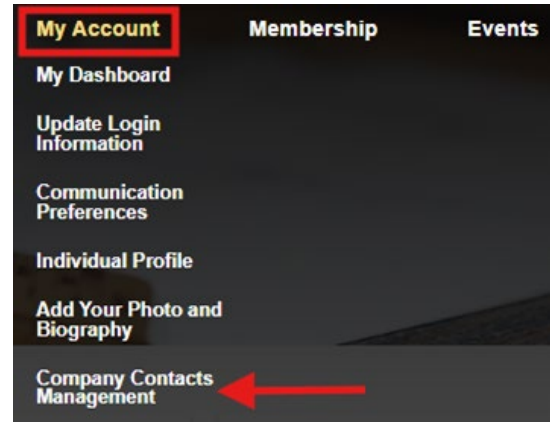 My Account Membership Events
My Dashboard
Update Login
Information
Communication
Preferences
Individual Profile
Add Your Photo and
Biography
Company Contacts
Management